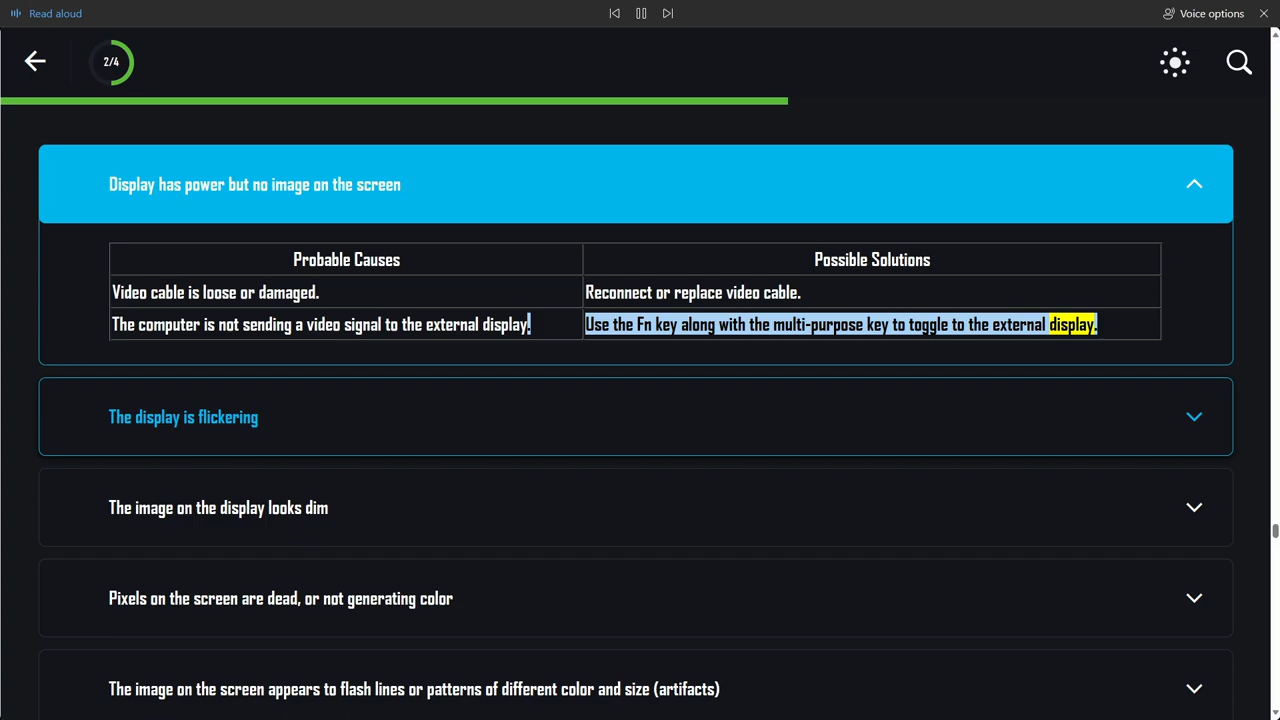 Read aloud
Voice options
2/4
Display has power but no image on the screen
Probable Causes Possible Solutions
Video cable is loose or damaged. Reconnect or replace video cable.
The computer is not sending a video signal to the external display. Use the Fn key along with the multi-purpose key to toggle to the external display.
The display is flickering
The image on the display looks dim
Pixels on the screen are dead, or not generating color
The image on the screen appears to flash lines or patterns of different color and size (artifacts)